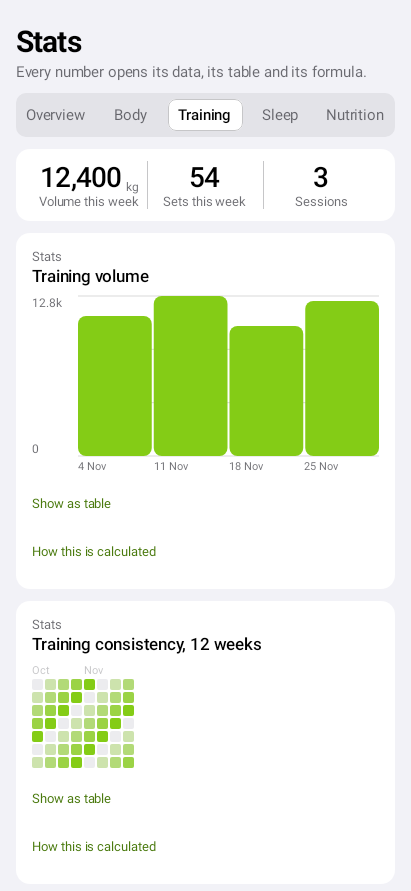 Stats
Every number opens its data, its table and its formula.
Overview Body Training Sleep Nutrition
12,400 kg 54 3
Volume this week Sets this week Sessions
Stats
Training volume
12.8k
0
4 Nov 11 Nov 18 Nov 25 Nov
Show as table
How this is calculated
Stats
Training consistency, 12 weeks
Oct Nov
Show as table
How this is calculated